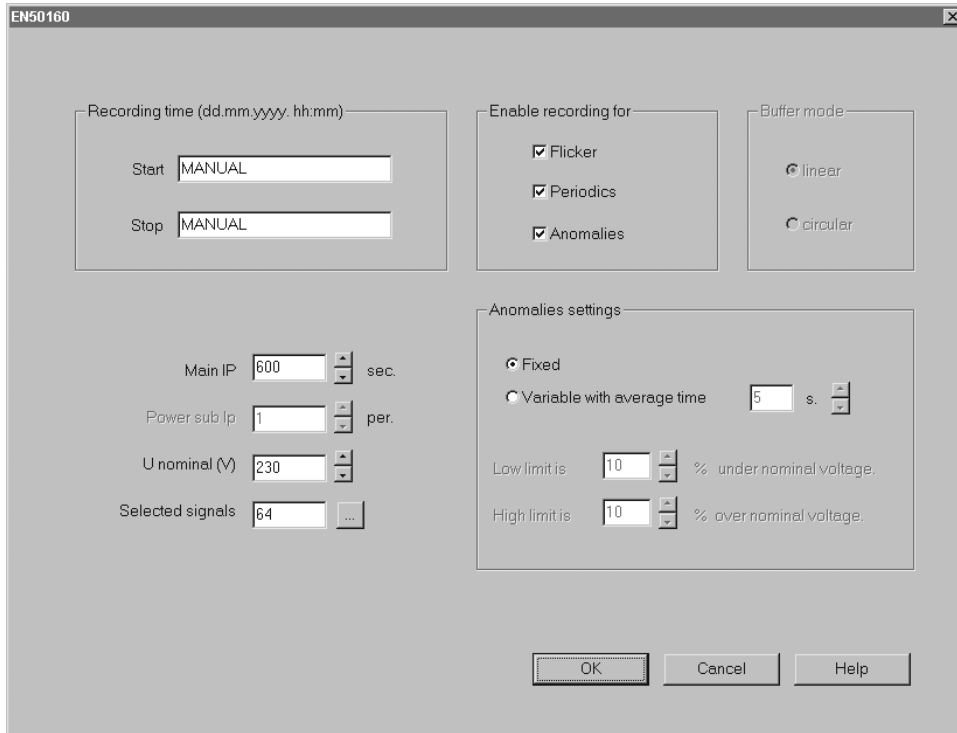 EN50160
Recording time (dd.mm.yyyy. hh:mm)
Start MANUAL
Stop MANUAL
Enable recording for
Flicker
Periodics
Anomalies
Buffer mode
linear
circular
Main IP 600 sec.
Power sub Ip 1 per.
U nominal (V) 230
Selected signals 64 ...
Anomalies settings
Fixed
Variable with average time 5 s.
Low limit is 10 % under nominal voltage.
High limit is 10 % over nominal voltage.
OK Cancel Help